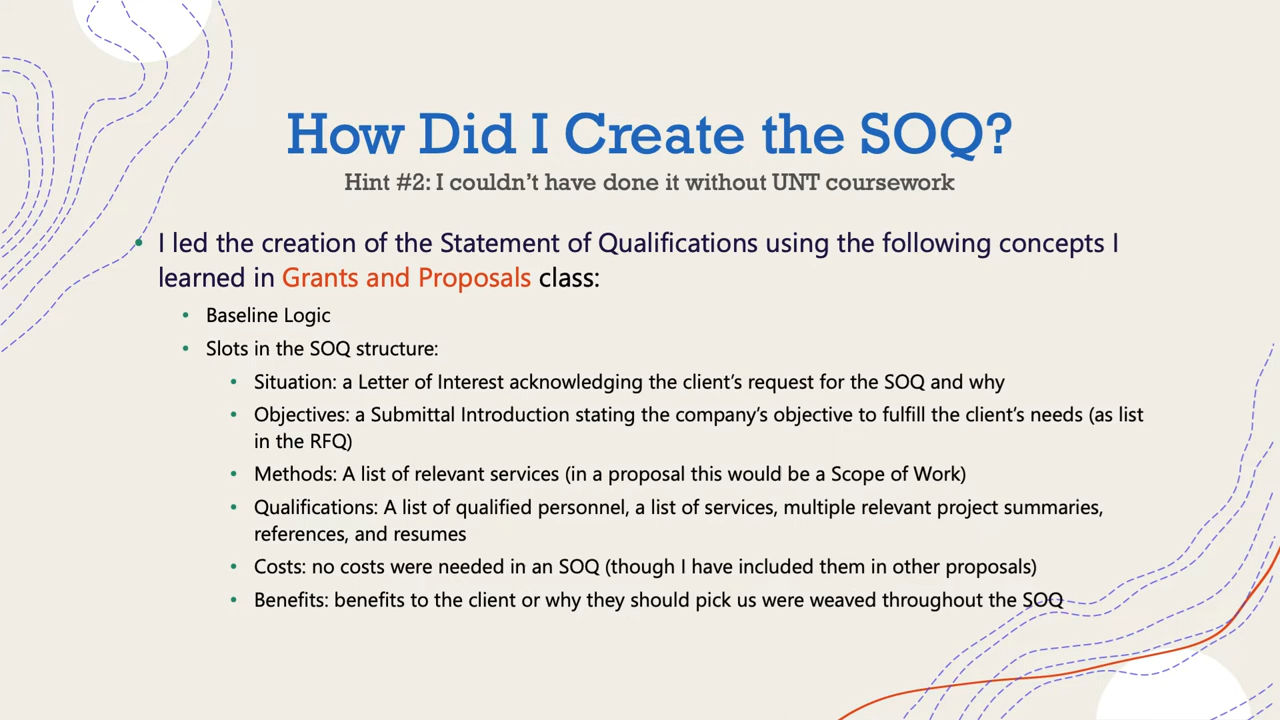 How Did I Create the SOQ?
Hint #2: I couldn't have done it without UNT coursework
• I led the creation of the Statement of Qualifications using the following concepts I
learned in Grants and Proposals class:
• Baseline Logic
• Slots in the SOQ structure:
• Situation: a Letter of Interest acknowledging the client's request for the SOQ and why
• Objectives: a Submittal Introduction stating the company's objective to fulfill the client's needs (as list
in the RFQ)
• Methods: A list of relevant services (in a proposal this would be a Scope of Work)
• Qualifications: A list of qualified personnel, a list of services, multiple relevant project summaries,
references, and resumes
• Costs: no costs were needed in an SOQ (though I have included them in other proposals)
• Benefits: benefits to the client or why they should pick us were weaved throughout the SOQ